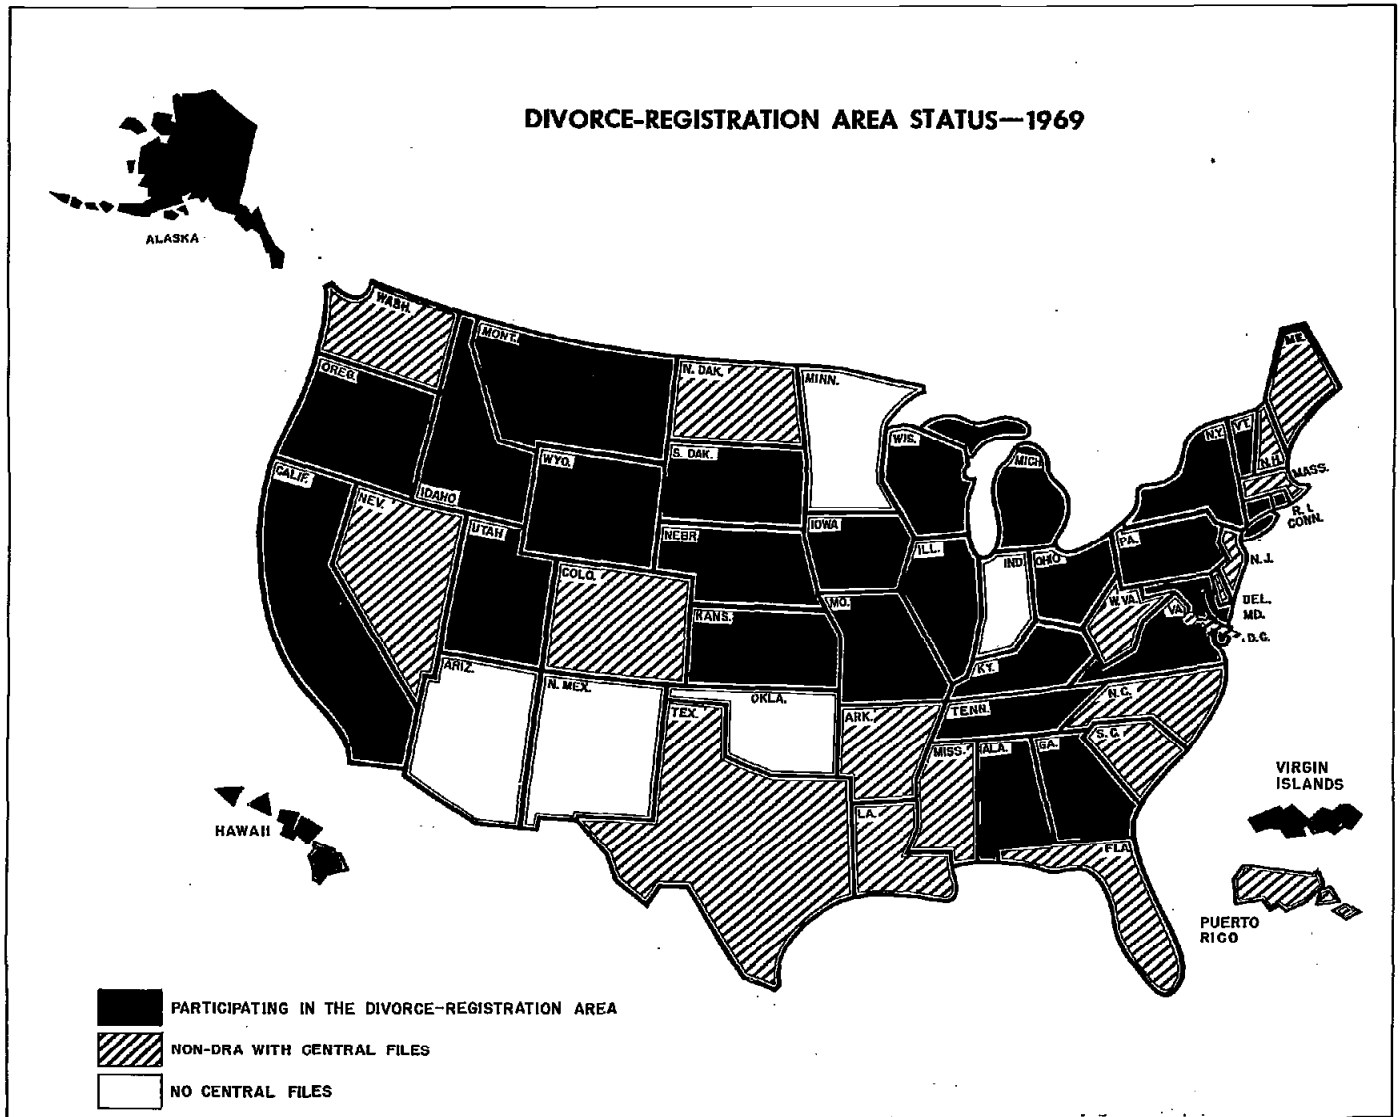 DIVORCE-REGISTRATION AREA STATUS—1969
ALASKA
WASH.
MONT.
N. DAK.
MINN.
ME.
OREG.
WIS.
N.Y.
VT.
S. DAK.
WYO.
MICH.
N.H.
MASS.
CALIF.
IDAHO
NEV.
R. I.
CONN.
UTAH
IOWA
NEBR.
PA.
ILL.
IND.
OHIO
N.J.
COLO.
MO.
W.VA.
VA.
DEL.
MD.
KANS.
D.C.
ARIZ.
KY.
N. MEX.
OKLA.
N.C.
TEX.
ARK.
TENN.
S.C.
MISS.
ALA.
GA.
VIRGIN
ISLANDS
LA.
HAWAII
FLA.
PUERTO
RICO
PARTICIPATING IN THE DIVORCE-REGISTRATION AREA
NON-DRA WITH CENTRAL FILES
NO CENTRAL FILES